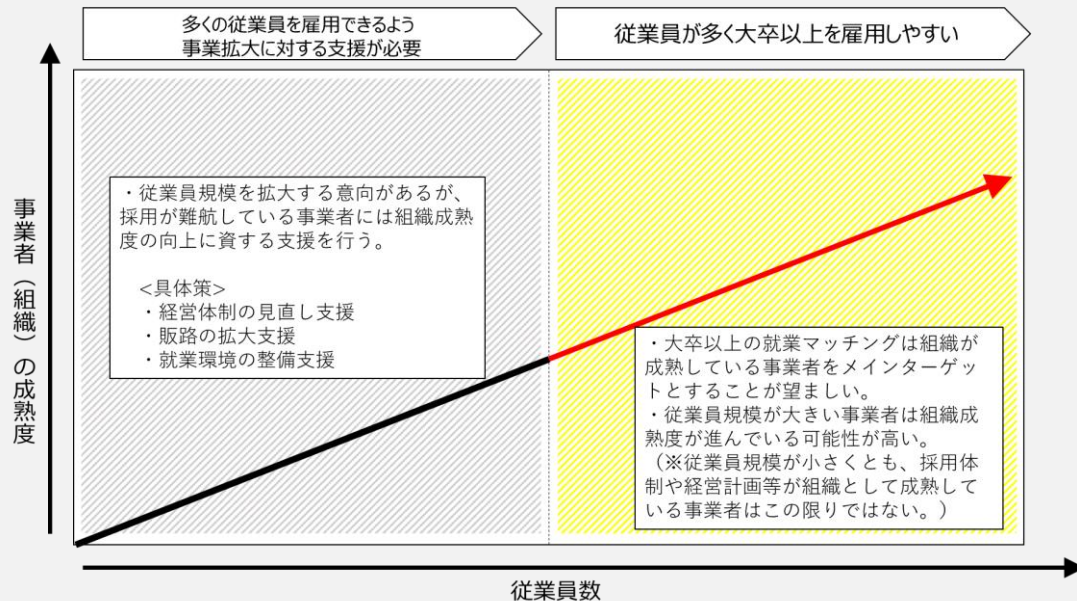 多くの従業員を雇用できるよう
事業拡大に対する支援が必要
従業員が多く大卒以上を雇用しやすい
事業者（組織）の成熟度
・従業員規模を拡大する意向があるが、
採用が難航している事業者には組織成熟
度の向上に資する支援を行う。
<具体策>
・経営体制の見直し支援
・販路の拡大支援
・就業環境の整備支援
・大卒以上の就業マッチングは組織が
成熟している事業者をメインターゲッ
トとすることが望ましい。
・従業員規模が大きい事業者は組織成
熟度が進んでいる可能性が高い。
（※従業員規模が小さくとも、採用体
制や経営計画等が組織として成熟して
いる事業者はこの限りではない。）
従業員数